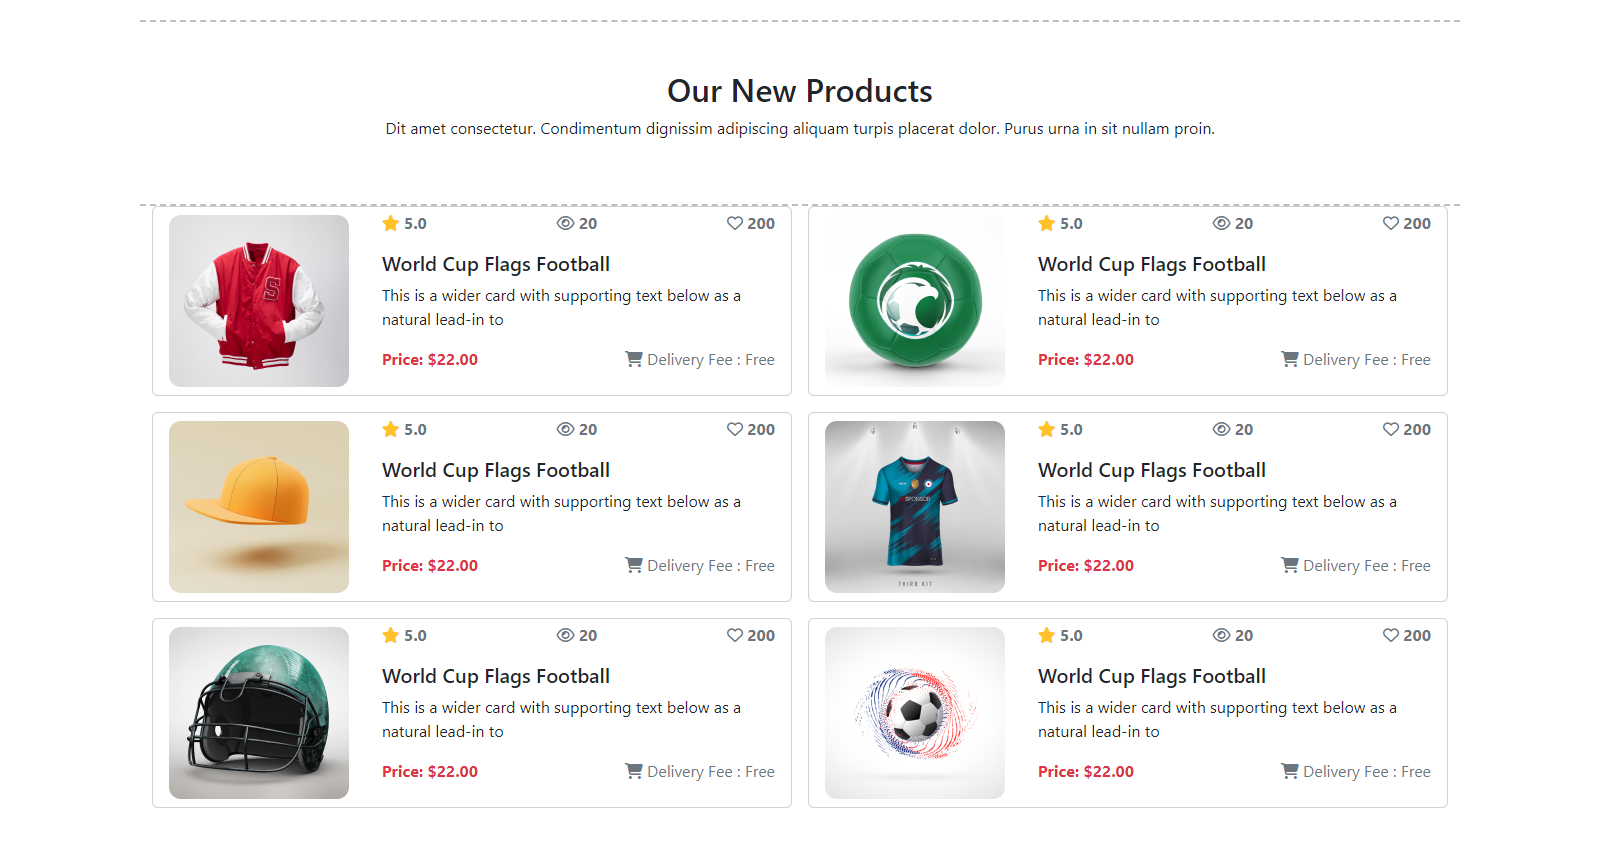 Our New Products
Dit amet consectetur. Condimentum dignissim adipiscing aliquam turpis placerat dolor. Purus urna in sit nullam proin.
5.0 20 200
World Cup Flags Football
This is a wider card with supporting text below as a
natural lead-in to
Price: $22.00 Delivery Fee : Free
S
5.0 20 200
World Cup Flags Football
This is a wider card with supporting text below as a
natural lead-in to
Price: $22.00 Delivery Fee : Free
5.0 20 200
World Cup Flags Football
This is a wider card with supporting text below as a
natural lead-in to
Price: $22.00 Delivery Fee : Free
5.0 20 200
World Cup Flags Football
This is a wider card with supporting text below as a
natural lead-in to
Price: $22.00 Delivery Fee : Free
SPONSOR
THIRD KIT
5.0 20 200
World Cup Flags Football
This is a wider card with supporting text below as a
natural lead-in to
Price: $22.00 Delivery Fee : Free
5.0 20 200
World Cup Flags Football
This is a wider card with supporting text below as a
natural lead-in to
Price: $22.00 Delivery Fee : Free